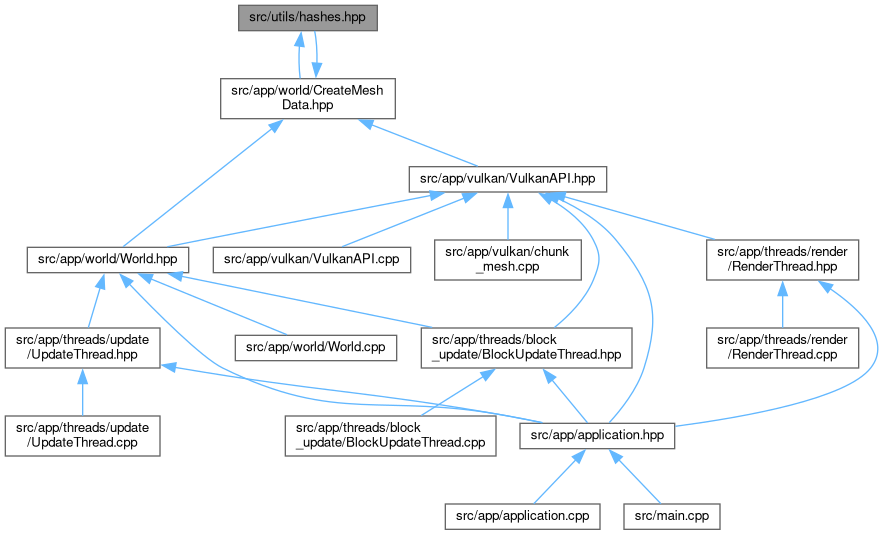 src/utils/hashes.hpp
src/app/world/CreateMesh
Data.hpp
src/app/vulkan/VulkanAPI.hpp
src/app/world/World.hpp
src/app/vulkan/VulkanAPI.cpp
src/app/vulkan/chunk
_mesh.cpp
src/app/threads/render
/RenderThread.hpp
src/app/threads/update
/UpdateThread.hpp
src/app/world/World.cpp
src/app/threads/block
_update/BlockUpdateThread.hpp
src/app/threads/render
/RenderThread.cpp
src/app/threads/update
/UpdateThread.cpp
src/app/threads/block
_update/BlockUpdateThread.cpp
src/app/application.hpp
src/app/application.cpp
src/main.cpp